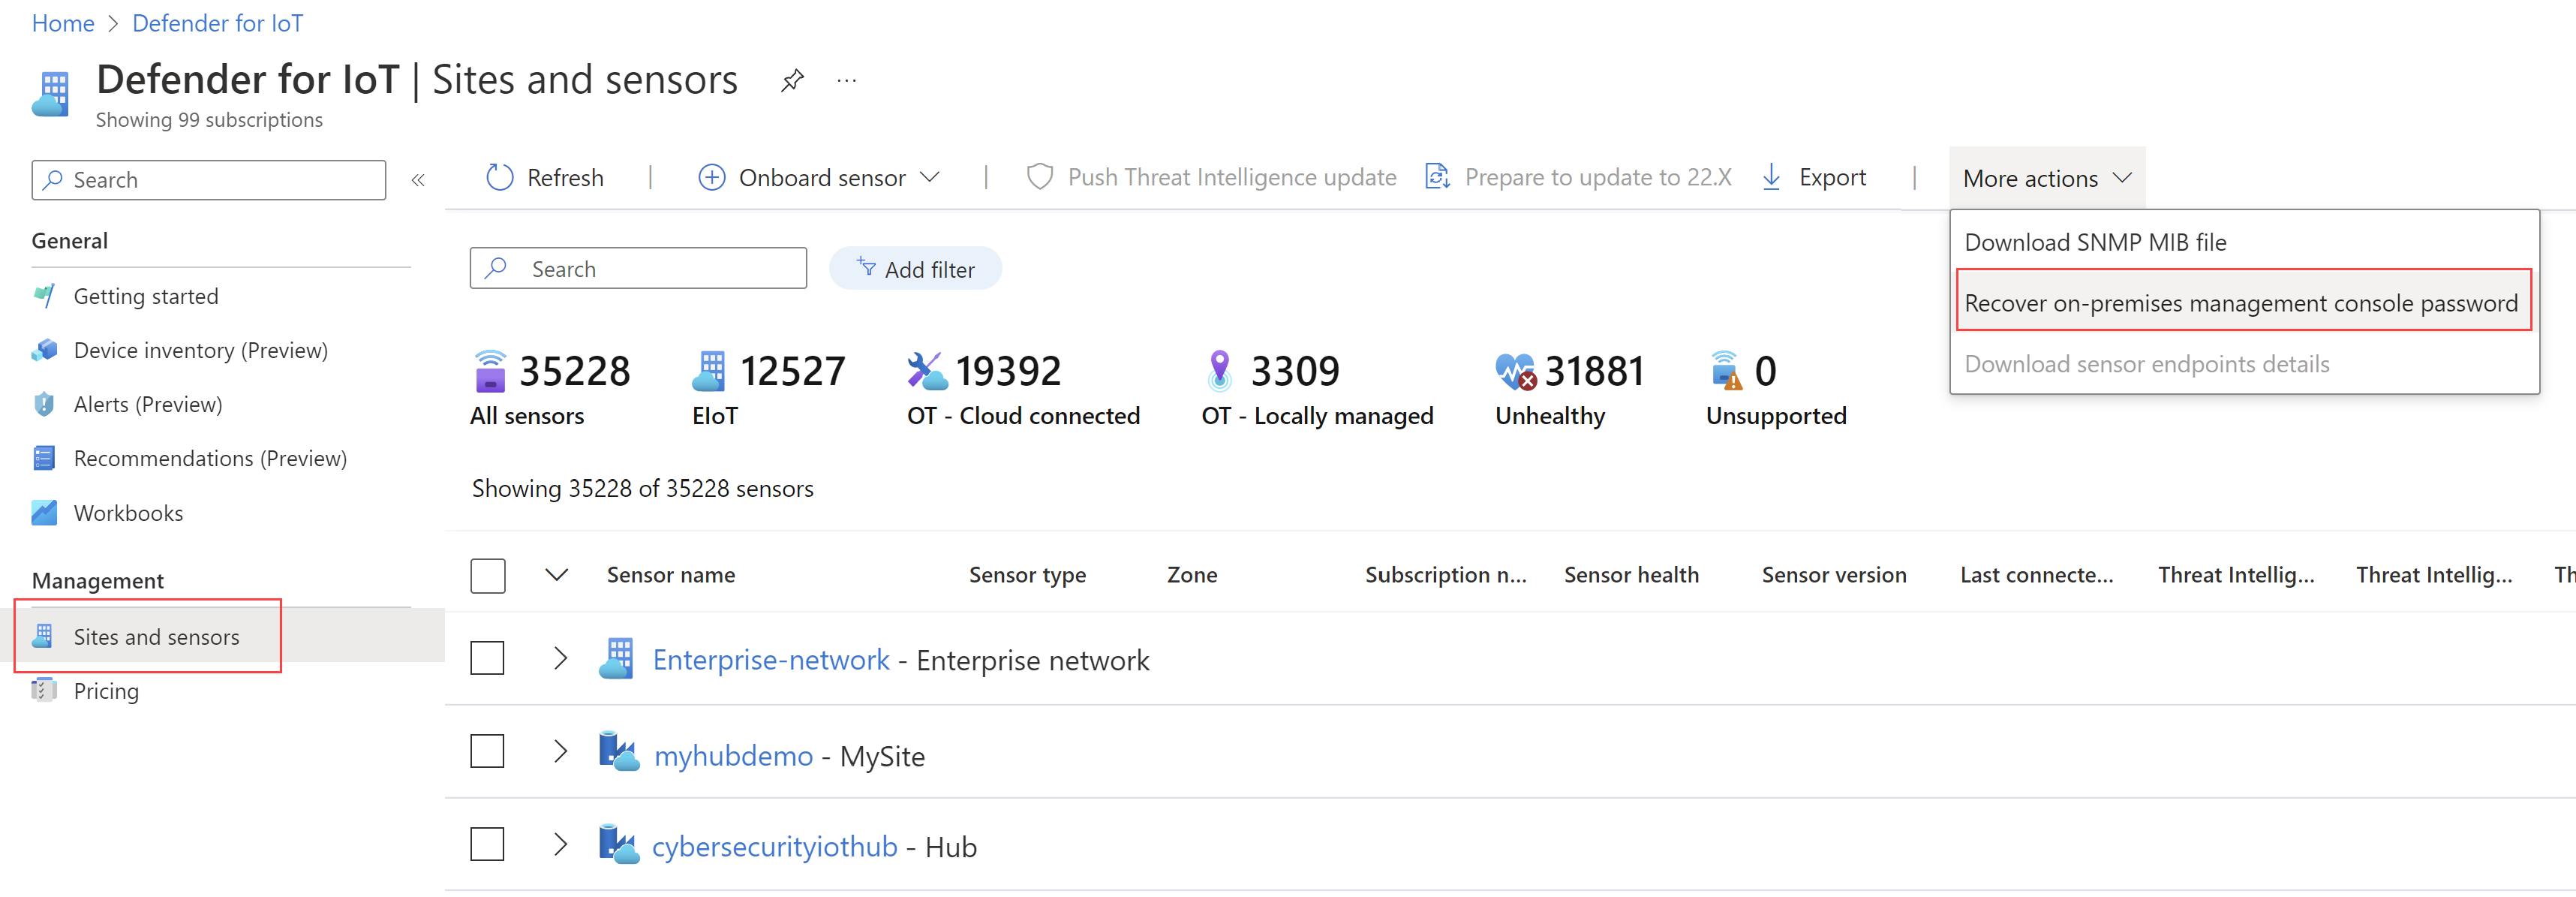 Home > Defender for IoT
Defender for IoT | Sites and sensors ...
Showing 99 subscriptions
Search «
General
Getting started
Device inventory (Preview)
Alerts (Preview)
Recommendations (Preview)
Workbooks
Management
Sites and sensors
Pricing
Refresh | Onboard sensor | Push Threat Intelligence update Prepare to update to 22.X Export | More actions
Download SNMP MIB file
Recover on-premises management console password
Download sensor endpoints details
Search Add filter
35228 12527 19392 3309 31881 0
All sensors EIoT OT - Cloud connected OT - Locally managed Unhealthy Unsupported
Showing 35228 of 35228 sensors
Sensor name Sensor type Zone Subscription n... Sensor health Sensor version Last connecte... Threat Intellig... Threat Intellig... Th
Enterprise-network - Enterprise network
myhubdemo - MySite
cybersecurityiothub - Hub